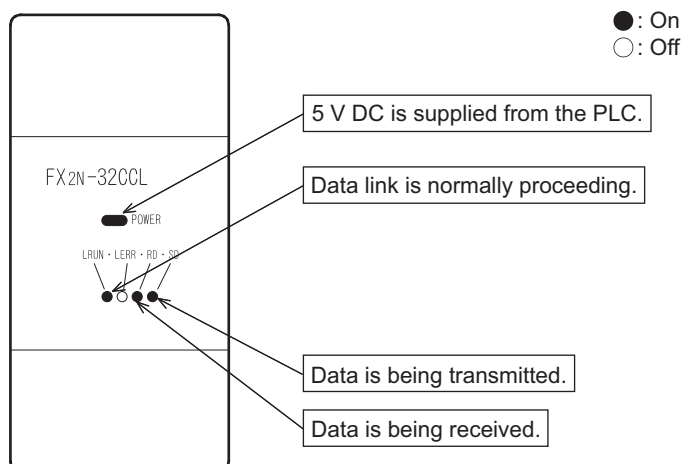 ●: On
○: Off
5 V DC is supplied from the PLC.
FX2N-32CCL
Data link is normally proceeding.
POWER
LRUN・LERR・RD・SD
Data is being transmitted.
Data is being received.